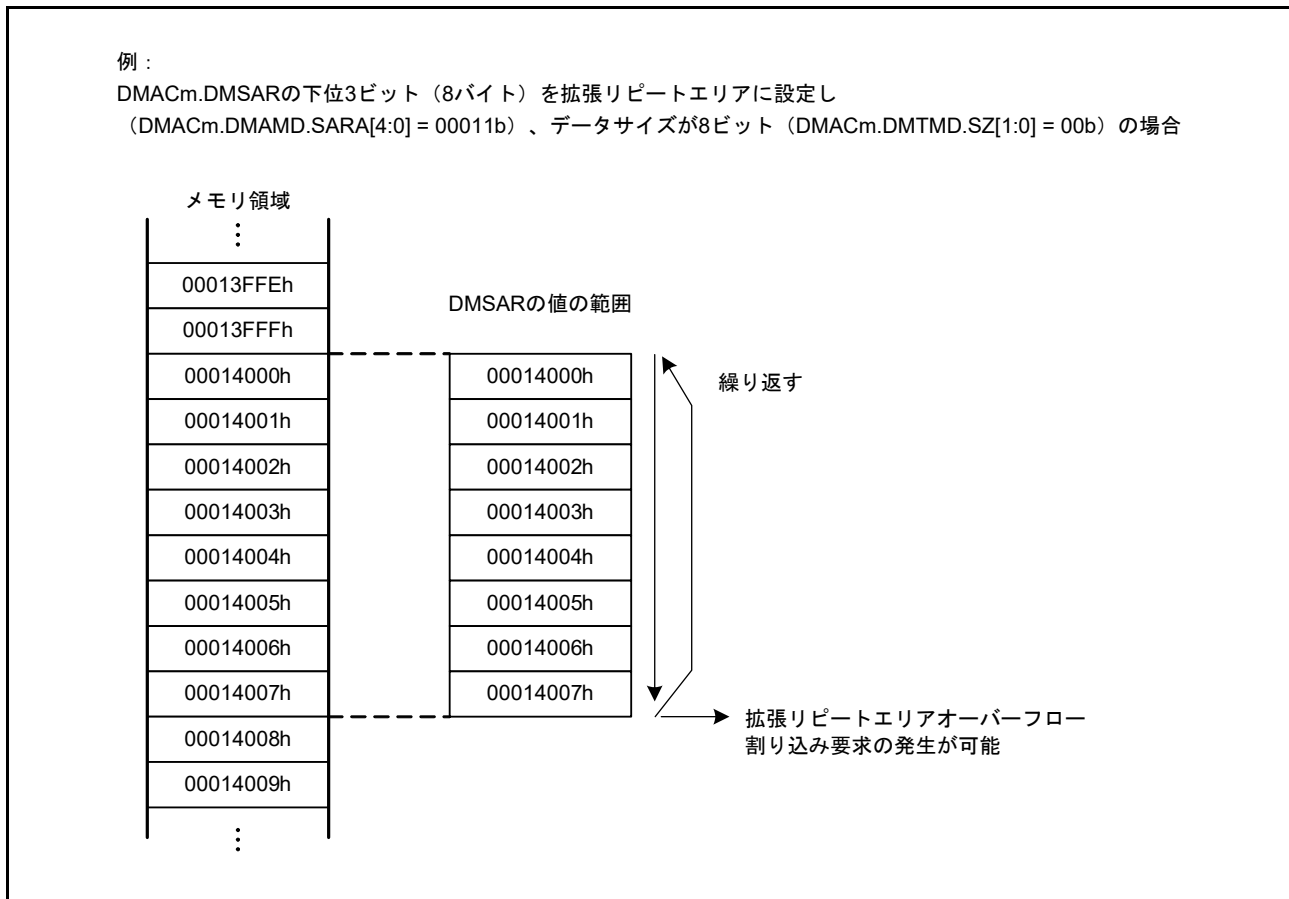 例：
DMACm.DMSARの下位3ビット（8バイト）を拡張リピートエリアに設定し
（DMACm.DMAMD.SARA[4:0] = 00011b）、データサイズが8ビット（DMACm.DMTMD.SZ[1:0] = 00b）の場合
メモリ領域
00013FFEh
00013FFFh
00014000h
00014001h
00014002h
00014003h
00014004h
00014005h
00014006h
00014007h
00014008h
00014009h
DMSARの値の範囲
00014000h
00014001h
00014002h
00014003h
00014004h
00014005h
00014006h
00014007h
繰り返す
拡張リピートエリアオーバーフロー
割り込み要求の発生が可能